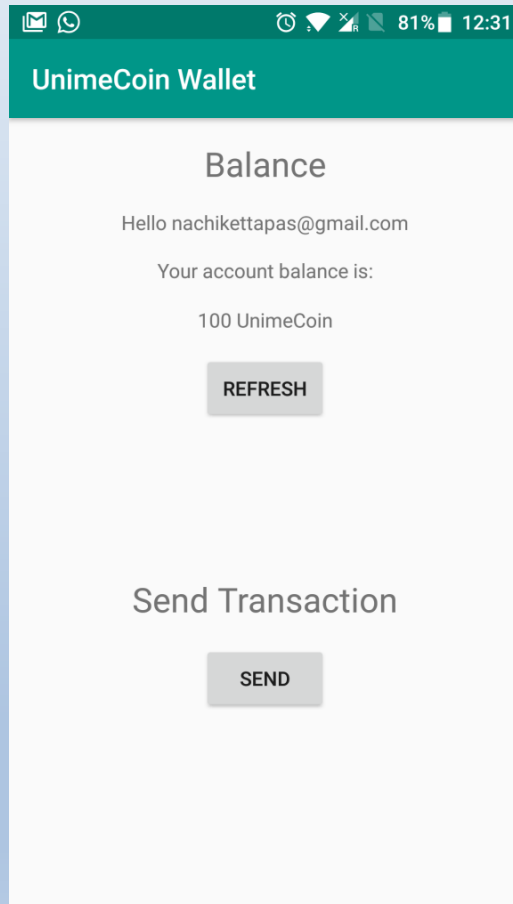 81% 12:31
UnimeCoin Wallet
Balance
Hello nachikettapas@gmail.com
Your account balance is:
100 UnimeCoin
REFRESH
Send Transaction
SEND